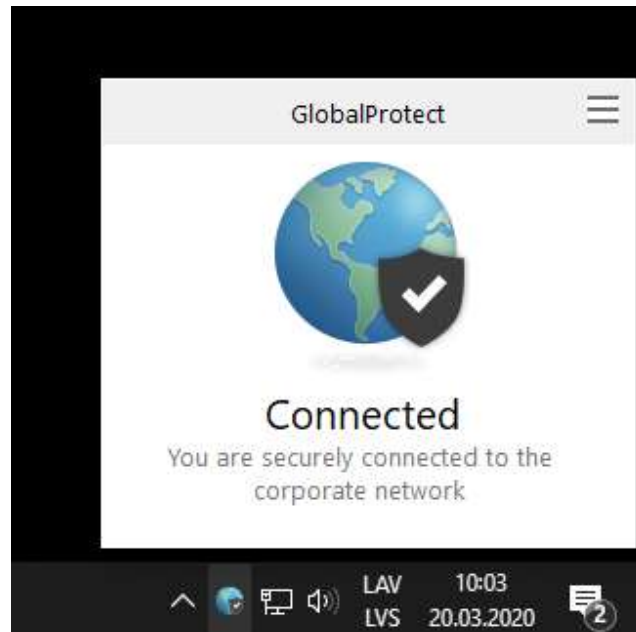 GlobalProtect
Connected
You are securely connected to the
corporate network
LAV 10:03
LVS 20.03.2020
2